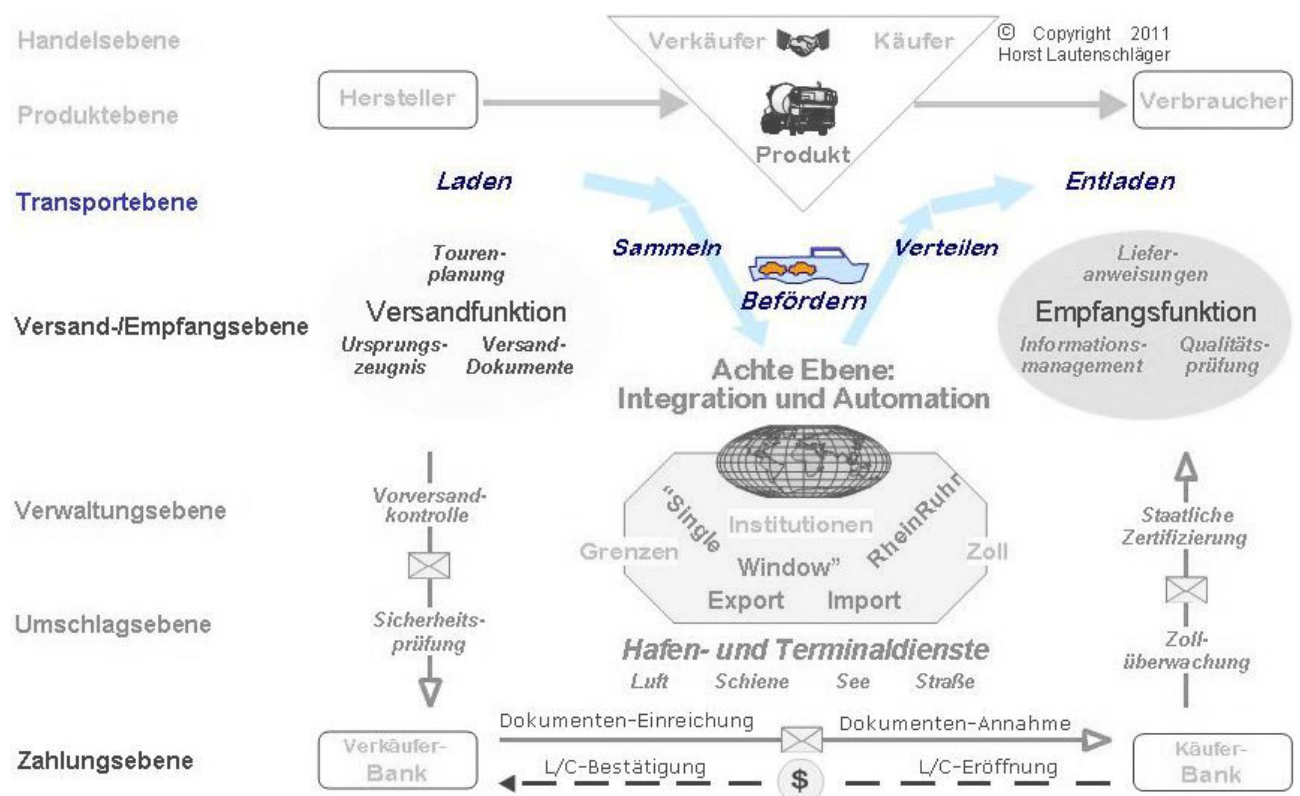 Handelsebene
Verkäufer Käufer
© Copyright 2011
Horst Lautenschläger
Hersteller
Verbraucher
Produktebene
Produkt
Transportebene
Laden
Entladen
Sammeln
Verteilen
Befördern
Versand-/Empfangsebene
Touren-
planung
Versandfunktion
Ursprungs-
zeugnis
Versand-
Dokumente
Liefer-
anweisungen
Empfangsfunktion
Informations-
management
Qualitäts-
prüfung
Achte Ebene:
Integration und Automation
Verwaltungsebene
Vorversand-
kontrolle
"Single
Institutionen
RheinRuhr
Grenzen
Zoll
Window"
Export Import
Staatliche
Zertifizierung
Umschlagsebene
Sicherheits-
prüfung
Hafen- und Terminaldienste
Luft Schiene See Straße
Zoll-
überwachung
Zahlungsebene
Verkäufer-
Bank
Dokumenten-Einreichung
Dokumenten-Annahme
L/C-Bestätigung
$
L/C-Eröffnung
Käufer-
Bank